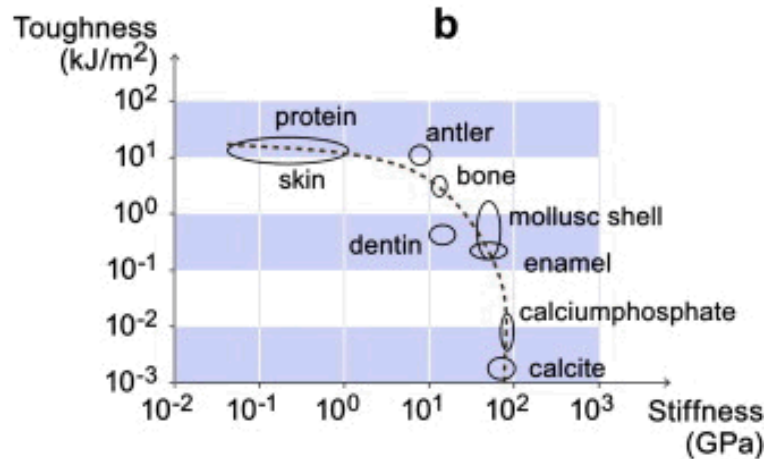 Toughness
(kJ/m²)
b
10²
10¹
10⁰
10⁻¹
10⁻²
10⁻³
protein
skin
antler
bone
mollusc shell
dentin
enamel
calciumphosphate
calcite
10⁻² 10⁻¹ 10⁰ 10¹ 10² 10³
Stiffness
(GPa)